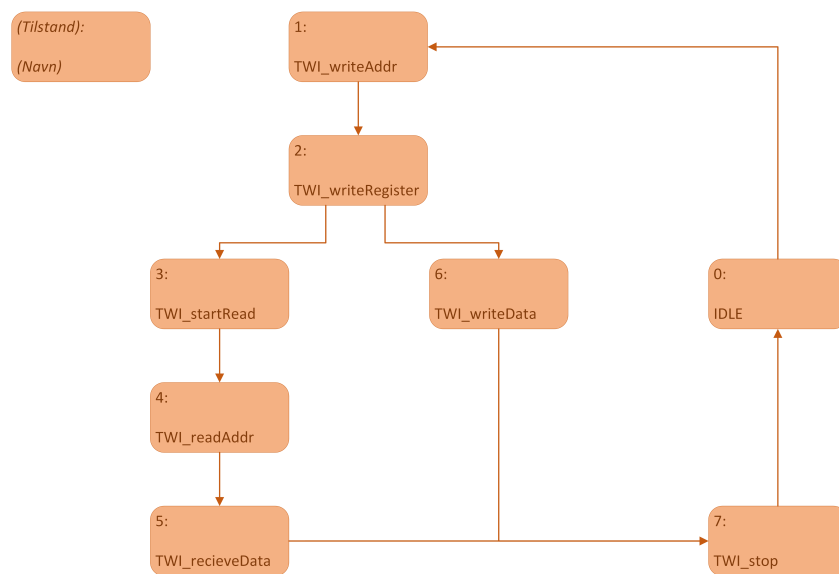 (Tilstand):
(Navn)
1:
TWI_writeAddr
2:
TWI_writeRegister
3:
TWI_startRead
6:
TWI_writeData
0:
IDLE
4:
TWI_readAddr
5:
TWI_recieveData
7:
TWI_stop